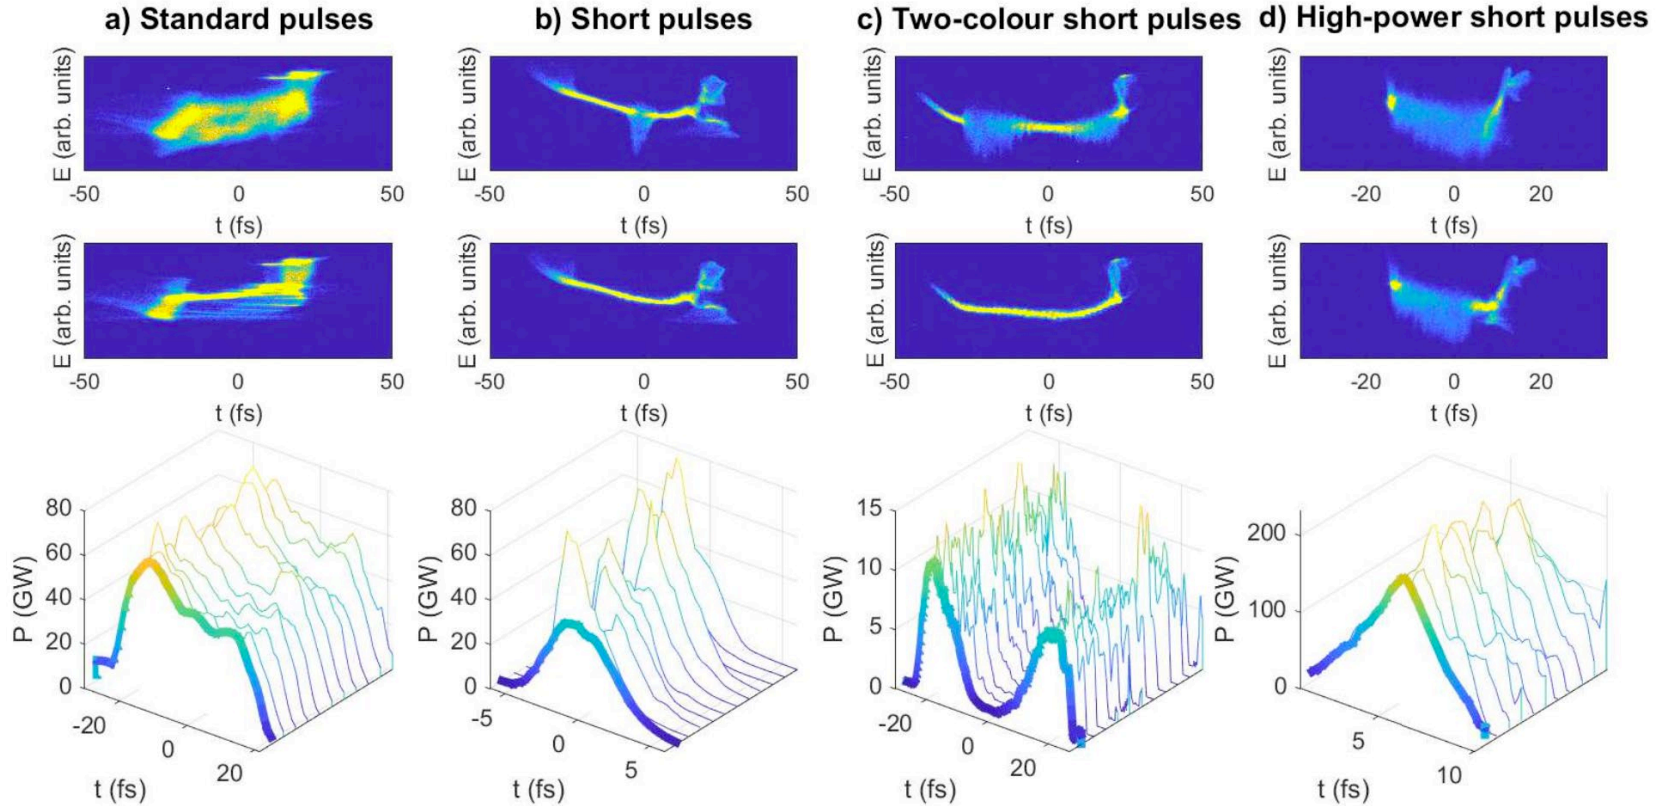 a) Standard pulses
b) Short pulses
c) Two-colour short pulses
d) High-power short pulses
E (arb. units)
-50 0 50
t (fs)
E (arb. units)
-50 0 50
t (fs)
E (arb. units)
-50 0 50
t (fs)
E (arb. units)
-20 0 20
t (fs)
E (arb. units)
-50 0 50
t (fs)
E (arb. units)
-50 0 50
t (fs)
E (arb. units)
-50 0 50
t (fs)
E (arb. units)
-20 0 20
t (fs)
P (GW)
80
60
40
20
0
-20
0
20
t (fs)
P (GW)
80
60
40
20
0
-5
0
5
t (fs)
P (GW)
15
10
5
0
-20
0
20
t (fs)
P (GW)
200
100
0
5
10
t (fs)